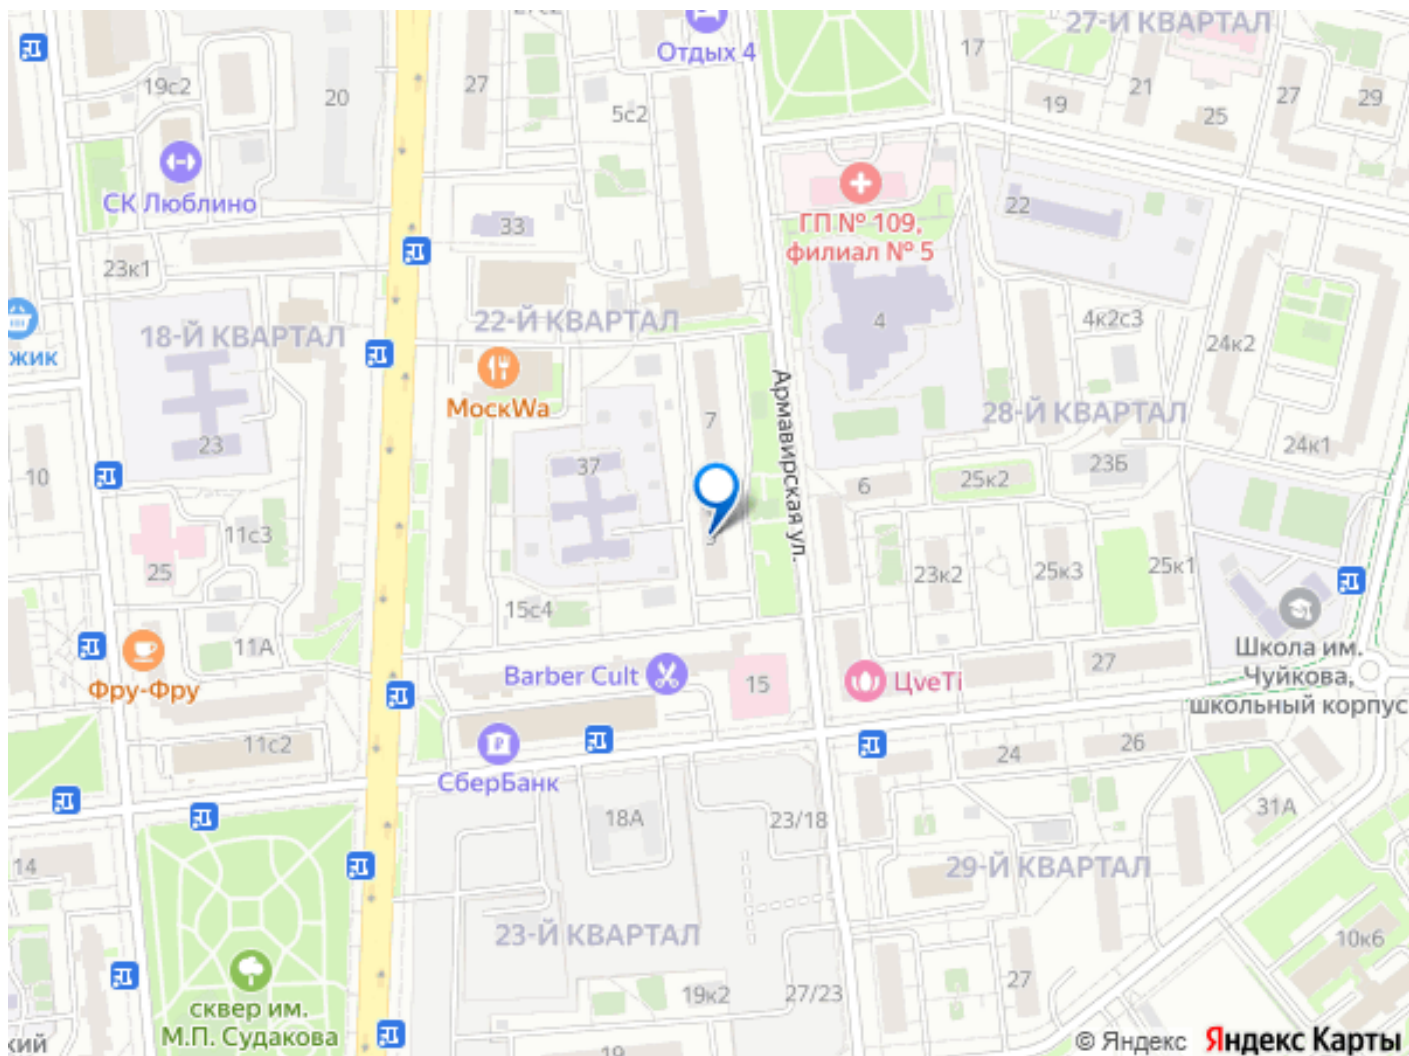 27-Й КВАРТАЛ
Отдых 4
17
27
20
19с2
5с2
19
21
25
27
29
СК Люблино
33
ГП № 109,
филиал № 5
22
23к1
18-Й КВАРТАЛ
22-Й КВАРТАЛ
4
4к2с3
24к2
жик
МоскWa
7
Армавирская ул.
28-Й КВАРТАЛ
23
37
24к1
10
6
25к2
23Б
11с3
25
23к2
25к3
25к1
15с4
11А
Фру-Фру
Barber Cult
15
ЦveTi
27
Школа им.
Чуйкова,
школьный корпус
11с2
СберБанк
24
26
18А
23/18
31А
14
29-Й КВАРТАЛ
23-Й КВАРТАЛ
10к6
сквер им.
М.П. Судакова
19к2
27/23
27
кий
19
© Яндекс Яндекс Карты